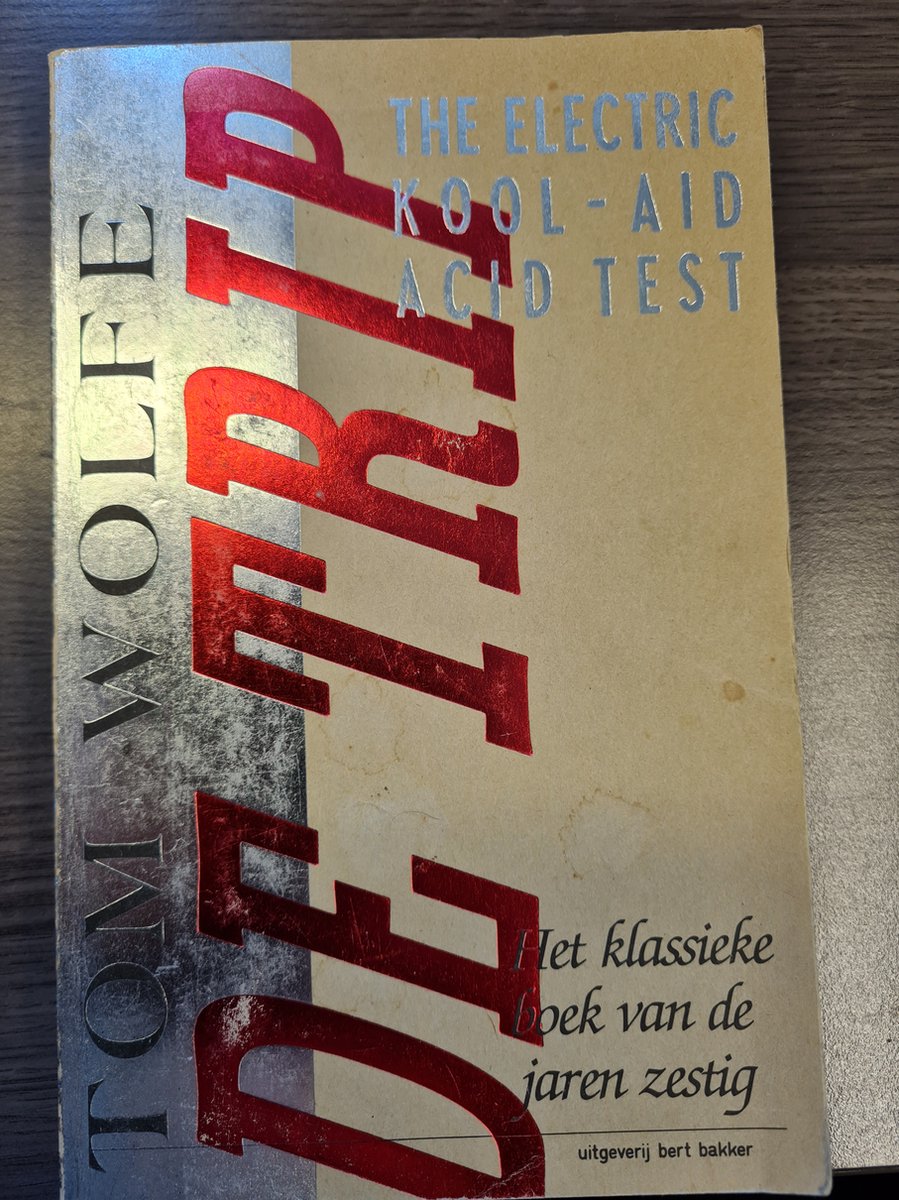 TOM WOLFE
DE TRIP
THE ELECTRIC
KOOL-AID
ACID TEST
Het klassieke
boek van de
jaren zestig
uitgeverij bert bakker